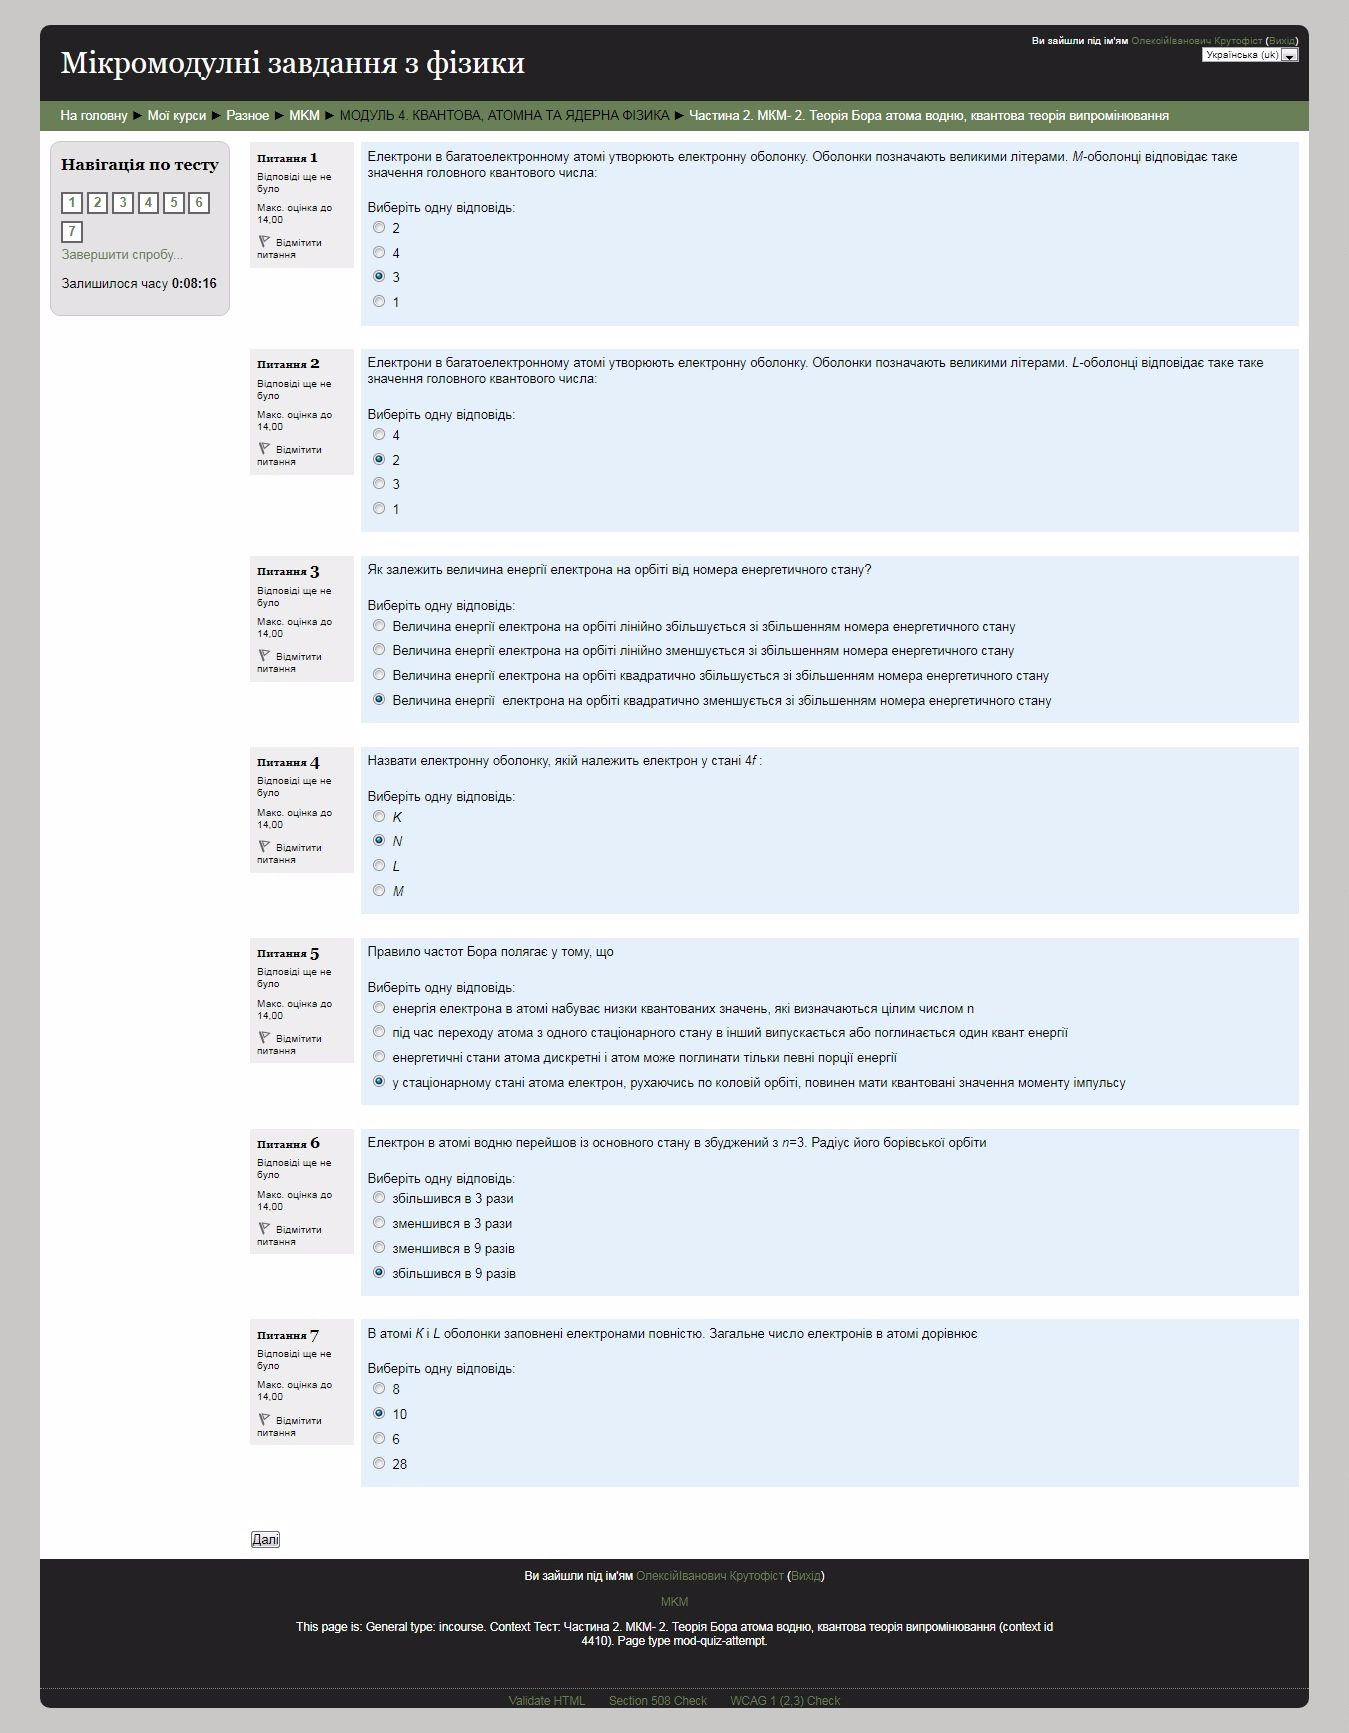 Ви зайшли під ім'ям ОлексійІванович Крутофіст (Вихід)
Українська (uk)
Мікромодулні завдання з фізики
На головну ► Мої курси ► Разное ► МКМ ► МОДУЛЬ 4. КВАНТОВА, АТОМНА ТА ЯДЕРНА ФІЗИКА ► Частина 2. МКМ- 2. Теорія Бора атома водню, квантова теорія випромінювання
Навігація по тесту
1 2 3 4 5 6
7
Завершити спробу...
Залишилося часу 0:08:16
Питання 1
Відповіді ще не
було
Макс. оцінка до
14,00
Відмітити
питання
Електрони в багатоелектронному атомі утворюють електронну оболонку. Оболонки позначають великими літерами. M-оболонці відповідає таке
значення головного квантового числа:
Виберіть одну відповідь:
2
4
3
1
Питання 2
Відповіді ще не
було
Макс. оцінка до
14,00
Відмітити
питання
Електрони в багатоелектронному атомі утворюють електронну оболонку. Оболонки позначають великими літерами. L-оболонці відповідає таке таке
значення головного квантового числа:
Виберіть одну відповідь:
4
2
3
1
Питання 3
Відповіді ще не
було
Макс. оцінка до
14,00
Відмітити
питання
Як залежить величина енергії електрона на орбіті від номера енергетичного стану?
Виберіть одну відповідь:
Величина енергії електрона на орбіті лінійно збільшується зі збільшенням номера енергетичного стану
Величина енергії електрона на орбіті лінійно зменшується зі збільшенням номера енергетичного стану
Величина енергії електрона на орбіті квадратично збільшується зі збільшенням номера енергетичного стану
Величина енергії  електрона на орбіті квадратично зменшується зі збільшенням номера енергетичного стану
Питання 4
Відповіді ще не
було
Макс. оцінка до
14,00
Відмітити
питання
Назвати електронну оболонку, якій належить електрон у стані 4f :
Виберіть одну відповідь:
K
N
L
M
Питання 5
Відповіді ще не
було
Макс. оцінка до
14,00
Відмітити
питання
Правило частот Бора полягає у тому, що
Виберіть одну відповідь:
енергія електрона в атомі набуває низки квантованих значень, які визначаються цілим числом n
під час переходу атома з одного стаціонарного стану в інший випускається або поглинається один квант енергії
енергетичні стани атома дискретні і атом може поглинати тільки певні порції енергії
у стаціонарному стані атома електрон, рухаючись по коловій орбіті, повинен мати квантовані значення моменту імпульсу
Питання 6
Відповіді ще не
було
Макс. оцінка до
14,00
Відмітити
питання
Електрон в атомі водню перейшов із основного стану в збуджений з n=3. Радіус його борівської орбіти
Виберіть одну відповідь:
збільшився в 3 рази
зменшився в 3 рази
зменшився в 9 разів
збільшився в 9 разів
Питання 7
Відповіді ще не
було
Макс. оцінка до
14,00
Відмітити
питання
В атомі K і L оболонки заповнені електронами повністю. Загальне число електронів в атомі дорівнює
Виберіть одну відповідь:
8
10
6
28
Далі
Ви зайшли під ім'ям ОлексійІванович Крутофіст (Вихід)
МКМ
This page is: General type: incourse. Context Тест: Частина 2. МКМ- 2. Теорія Бора атома водню, квантова теорія випромінювання (context id
4410). Page type mod-quiz-attempt.
Validate HTML Section 508 Check WCAG 1 (2,3) Check